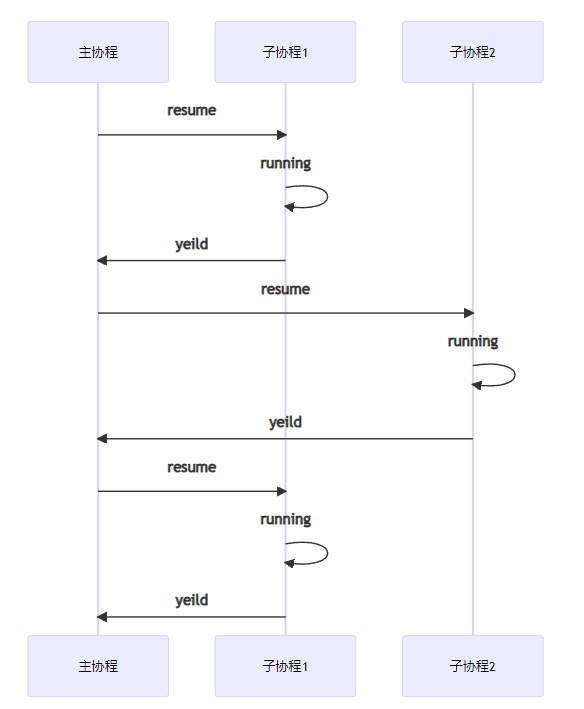 主协程
子协程1
子协程2
resume
running
yeild
resume
running
yeild
resume
running
yeild
主协程
子协程1
子协程2